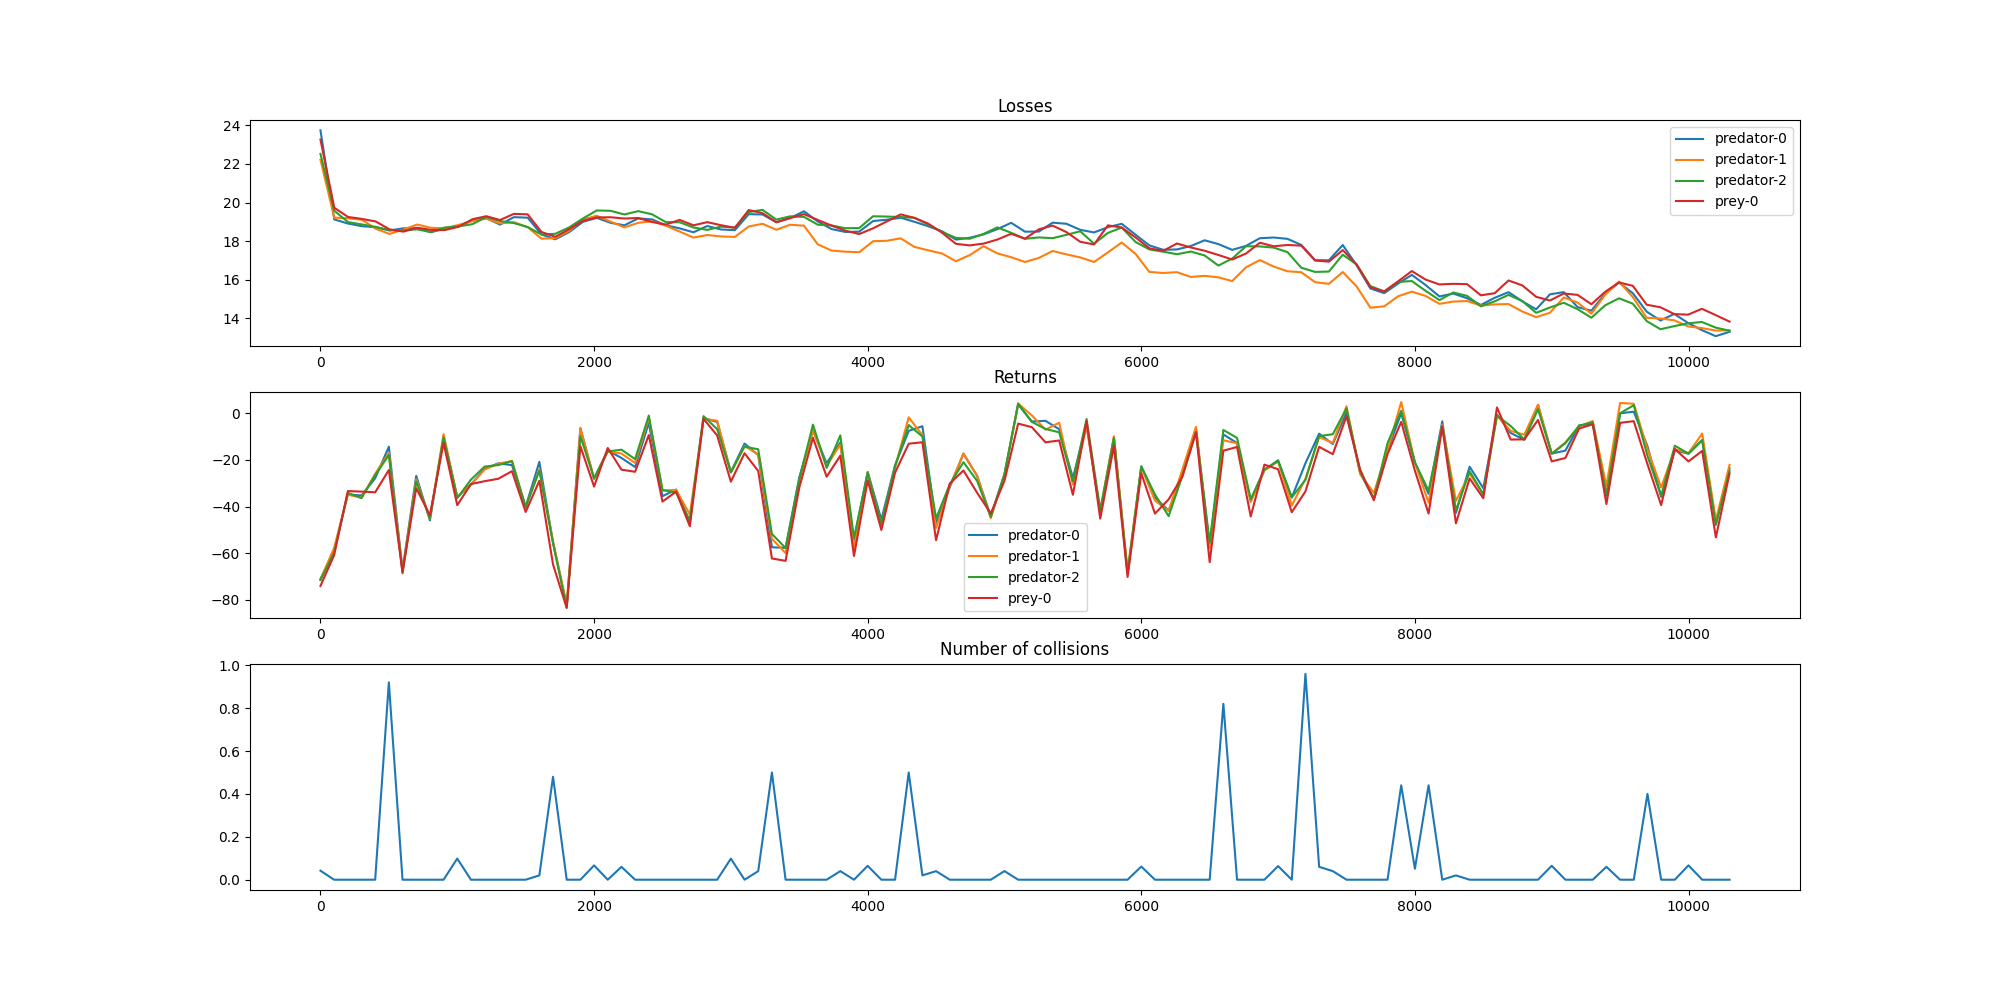 Losses
24
22
20
18
16
14
predator-0
predator-1
predator-2
prey-0
0 2000 4000 6000 8000 10000
Returns
0
−20
−40
−60
−80
predator-0
predator-1
predator-2
prey-0
0 2000 4000 6000 8000 10000
Number of collisions
1.0
0.8
0.6
0.4
0.2
0.0
0 2000 4000 6000 8000 10000